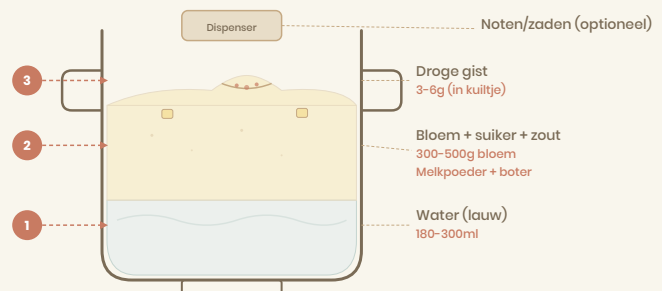 Dispenser
Noten/zaden (optioneel)
3
Droge gist
3-6g (in kuiltje)
2
Bloem + suiker + zout
300-500g bloem
Melkpoeder + boter
1
Water (lauw)
180-300ml